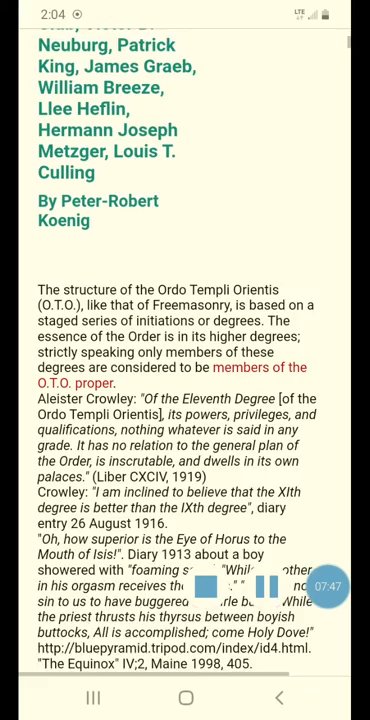 Neuburg, Patrick
King, James Graeb,
William Breeze,
Llee Heflin,
Hermann Joseph
Metzger, Louis T.
Culling
By Peter-Robert
Koenig
The structure of the Ordo Templi Orientis
(O.T.O.), like that of Freemasonry, is based on a
staged series of initiations or degrees. The
essence of the Order is in its higher degrees;
strictly speaking only members of these
degrees are considered to be members of the
O.T.O. proper.
Aleister Crowley: "Of the Eleventh Degree [of the
Ordo Templi Orientis], its powers, privileges, and
qualifications, nothing whatever is said in any
grade. It has no relation to the general plan of
the Order, is inscrutable, and dwells in its own
palaces." (Liber CXCIV, 1919)
Crowley: "I am inclined to believe that the XIth
degree is better than the IXth degree", diary
entry 26 August 1916.
"Oh, how superior is the Eye of Horus to the
Mouth of Isis!". Diary 1913 about a boy
showered with "foaming
in his orgasm receives
sin to us to have buggered
the priest thrusts his thyrsus between boyish
buttocks, All is accomplished; come Holy Dove!"
http://bluepyramid.tripod.com/index/id4.html.
"The Equinox" IV;2, Maine 1998, 405.
2:04
LTE
07:47